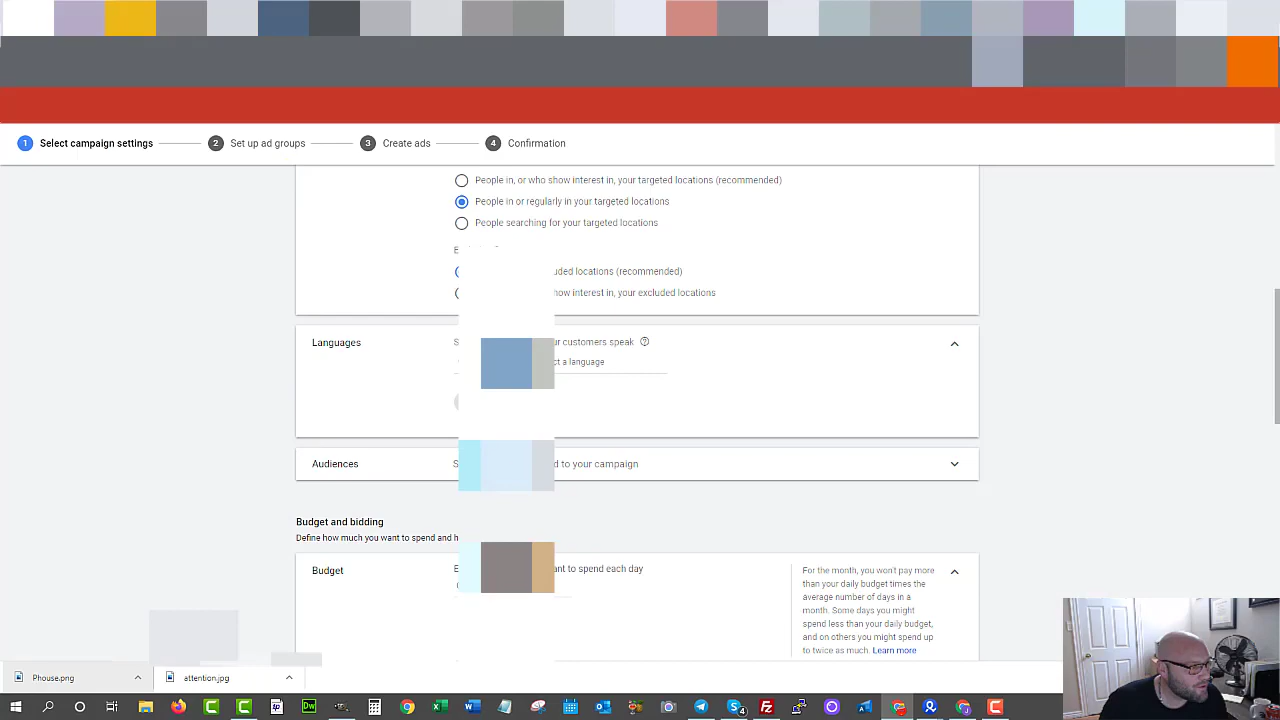 1 Select campaign settings 2 Set up ad groups 3 Create ads 4 Confirmation
People in, or who show interest in, your targeted locations (recommended)
People in or regularly in your targeted locations
People searching for your targeted locations
locations (recommended)
show interest in, your excluded locations
Languages
customers speak
a language
Audiences
to your campaign
Budget and bidding
Define how much you want to spend and
Budget
to spend each day
For the month, you won't pay more
than your daily budget times the
average number of days in a
month. Some days you might
spend less than your daily budget,
and on others you might spend up
to twice as much. Learn more
Phouse.png
attention.jpg